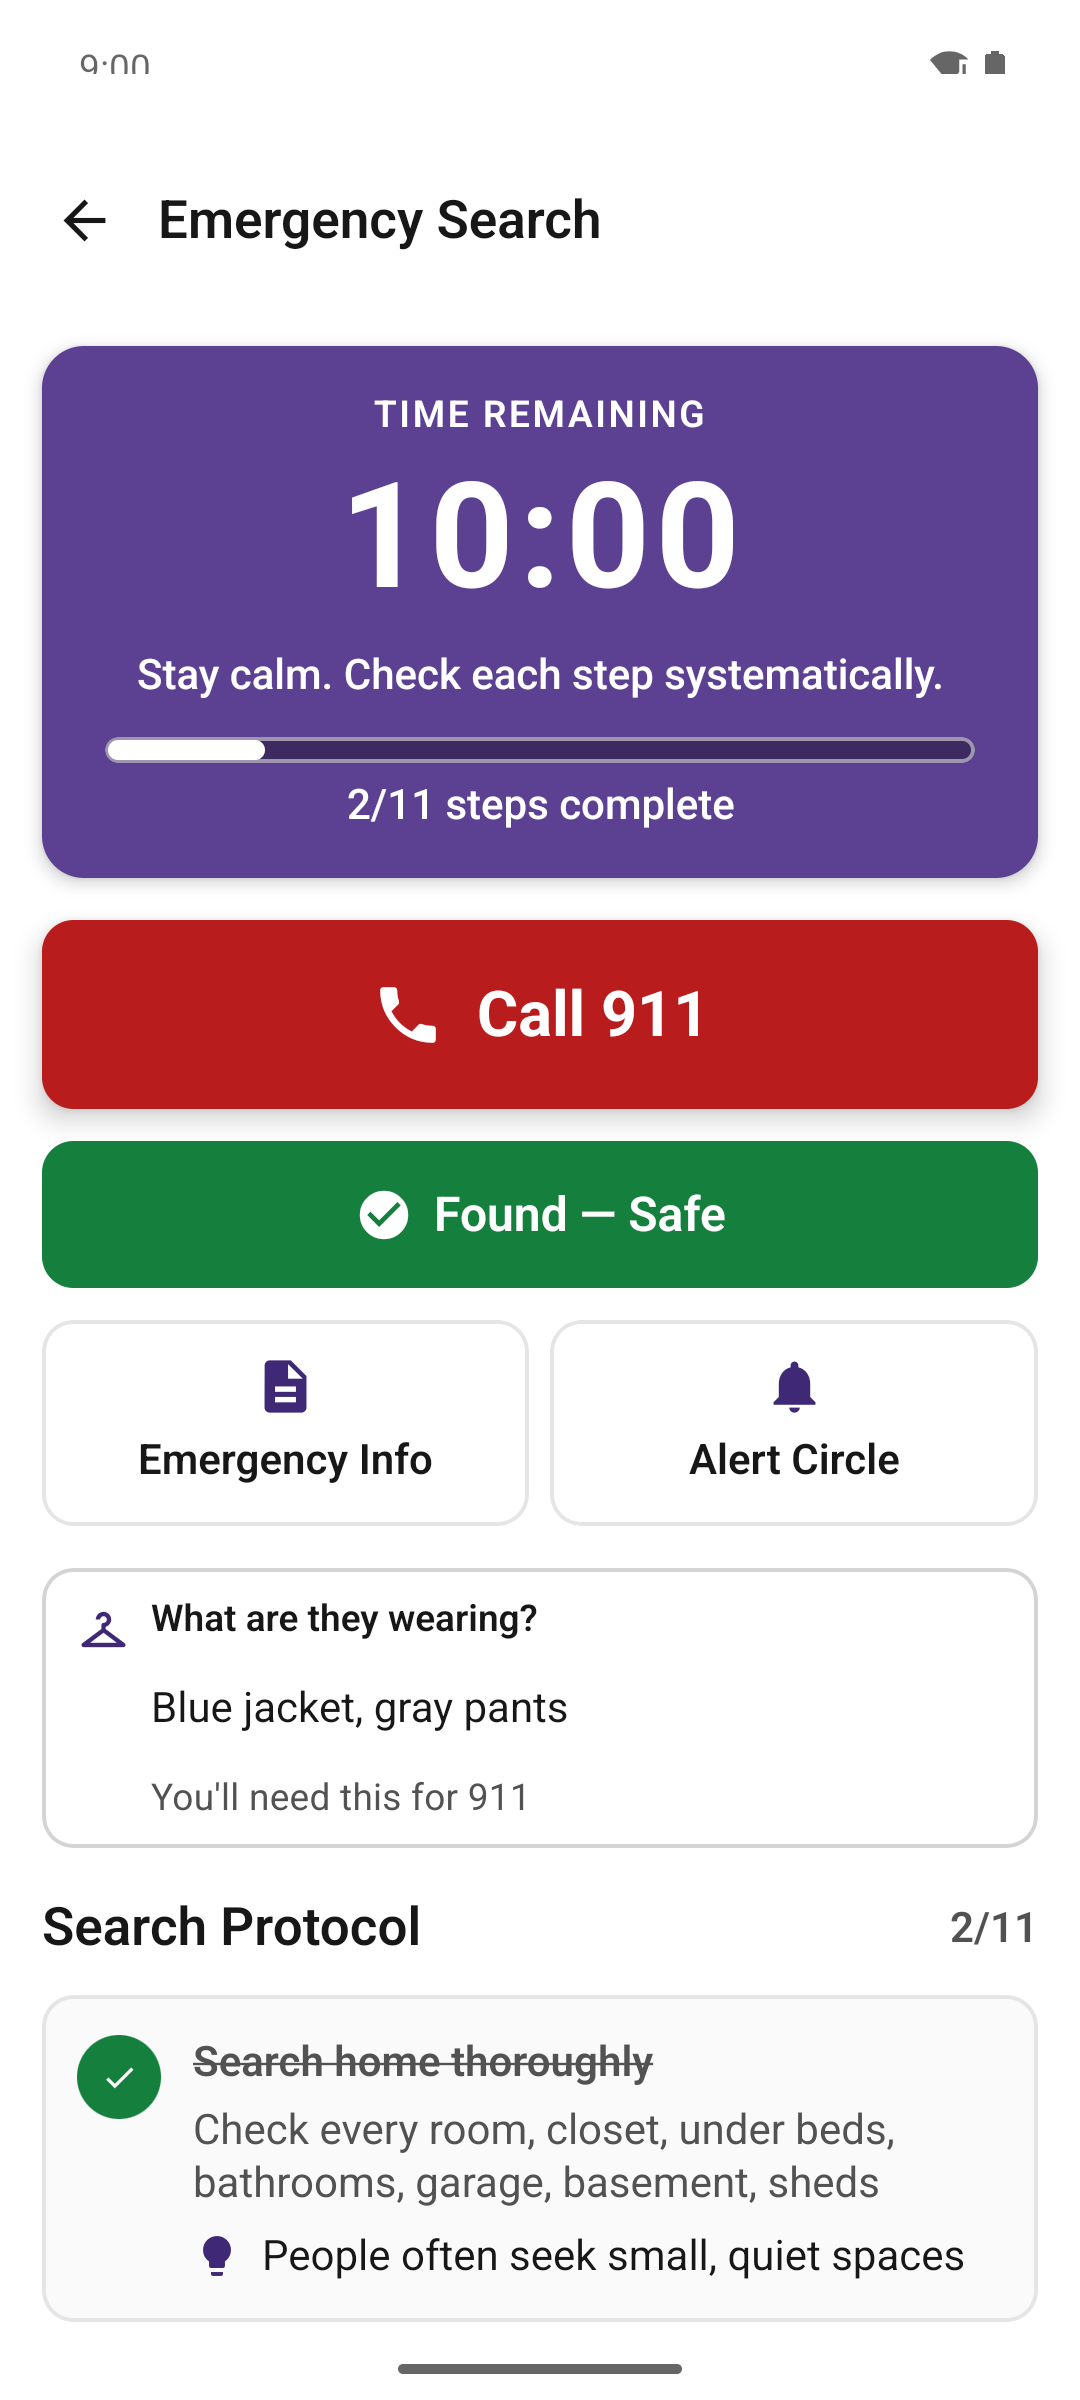 9:00
Emergency Search
TIME REMAINING
10:00
Stay calm. Check each step systematically.
2/11 steps complete
Call 911
Found — Safe
Emergency Info
Alert Circle
What are they wearing?
Blue jacket, gray pants
You'll need this for 911
Search Protocol
2/11
Search home thoroughly
Check every room, closet, under beds,
bathrooms, garage, basement, sheds
People often seek small, quiet spaces